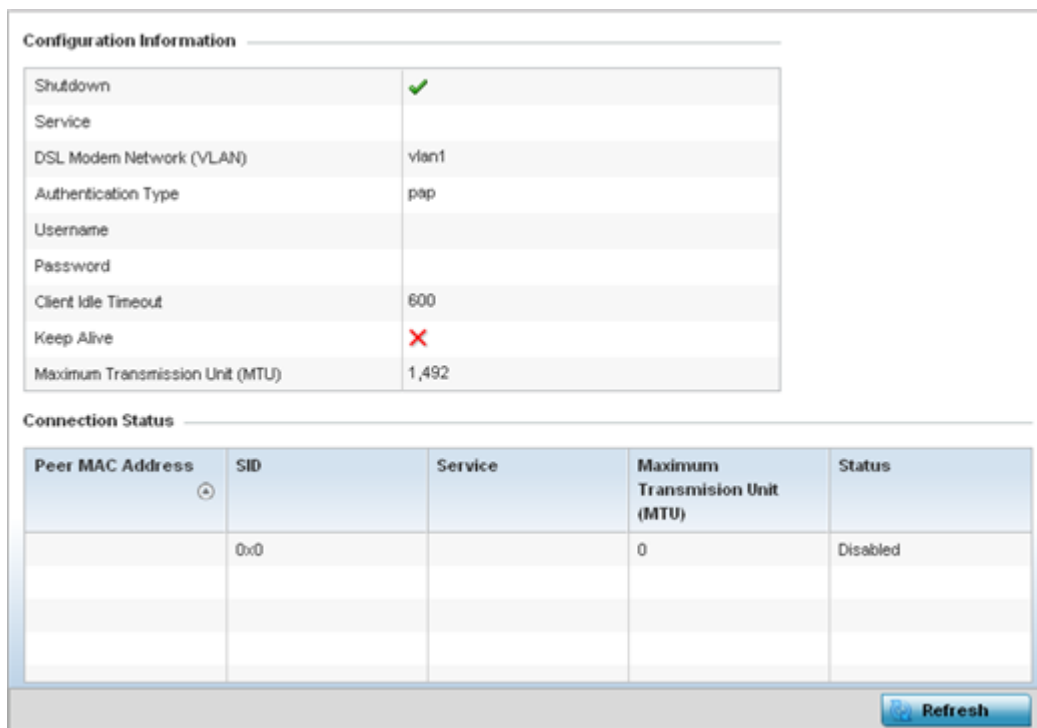 Configuration Information
Shutdown
Service
DSL Modem Network (VLAN) vlan1
Authentication Type pap
Username
Password
Client Idle Timeout 600
Keep Alive
Maximum Transmission Unit (MTU) 1,492
Connection Status
Peer MAC Address SID Service Maximum Transmision Unit (MTU) Status
0x0 0 Disabled
Refresh